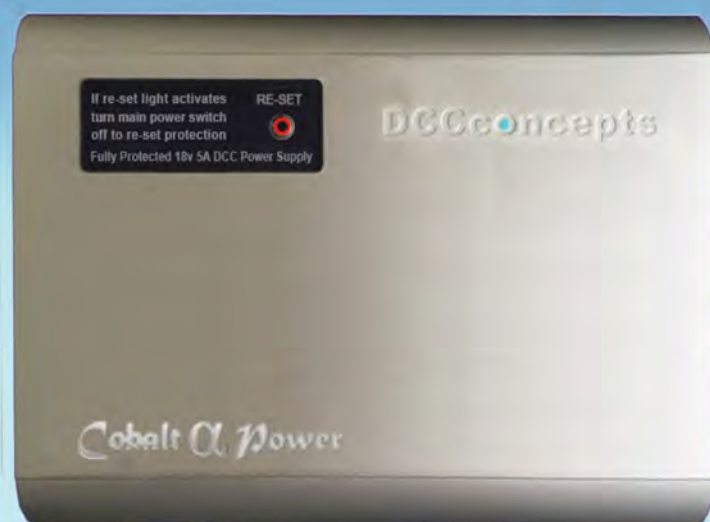 If re-set light activates
turn main power switch
off to re-set protection
RE-SET
Fully Protected 18v 5A DCC Power Supply
DCCconcepts
Cobalt α Power